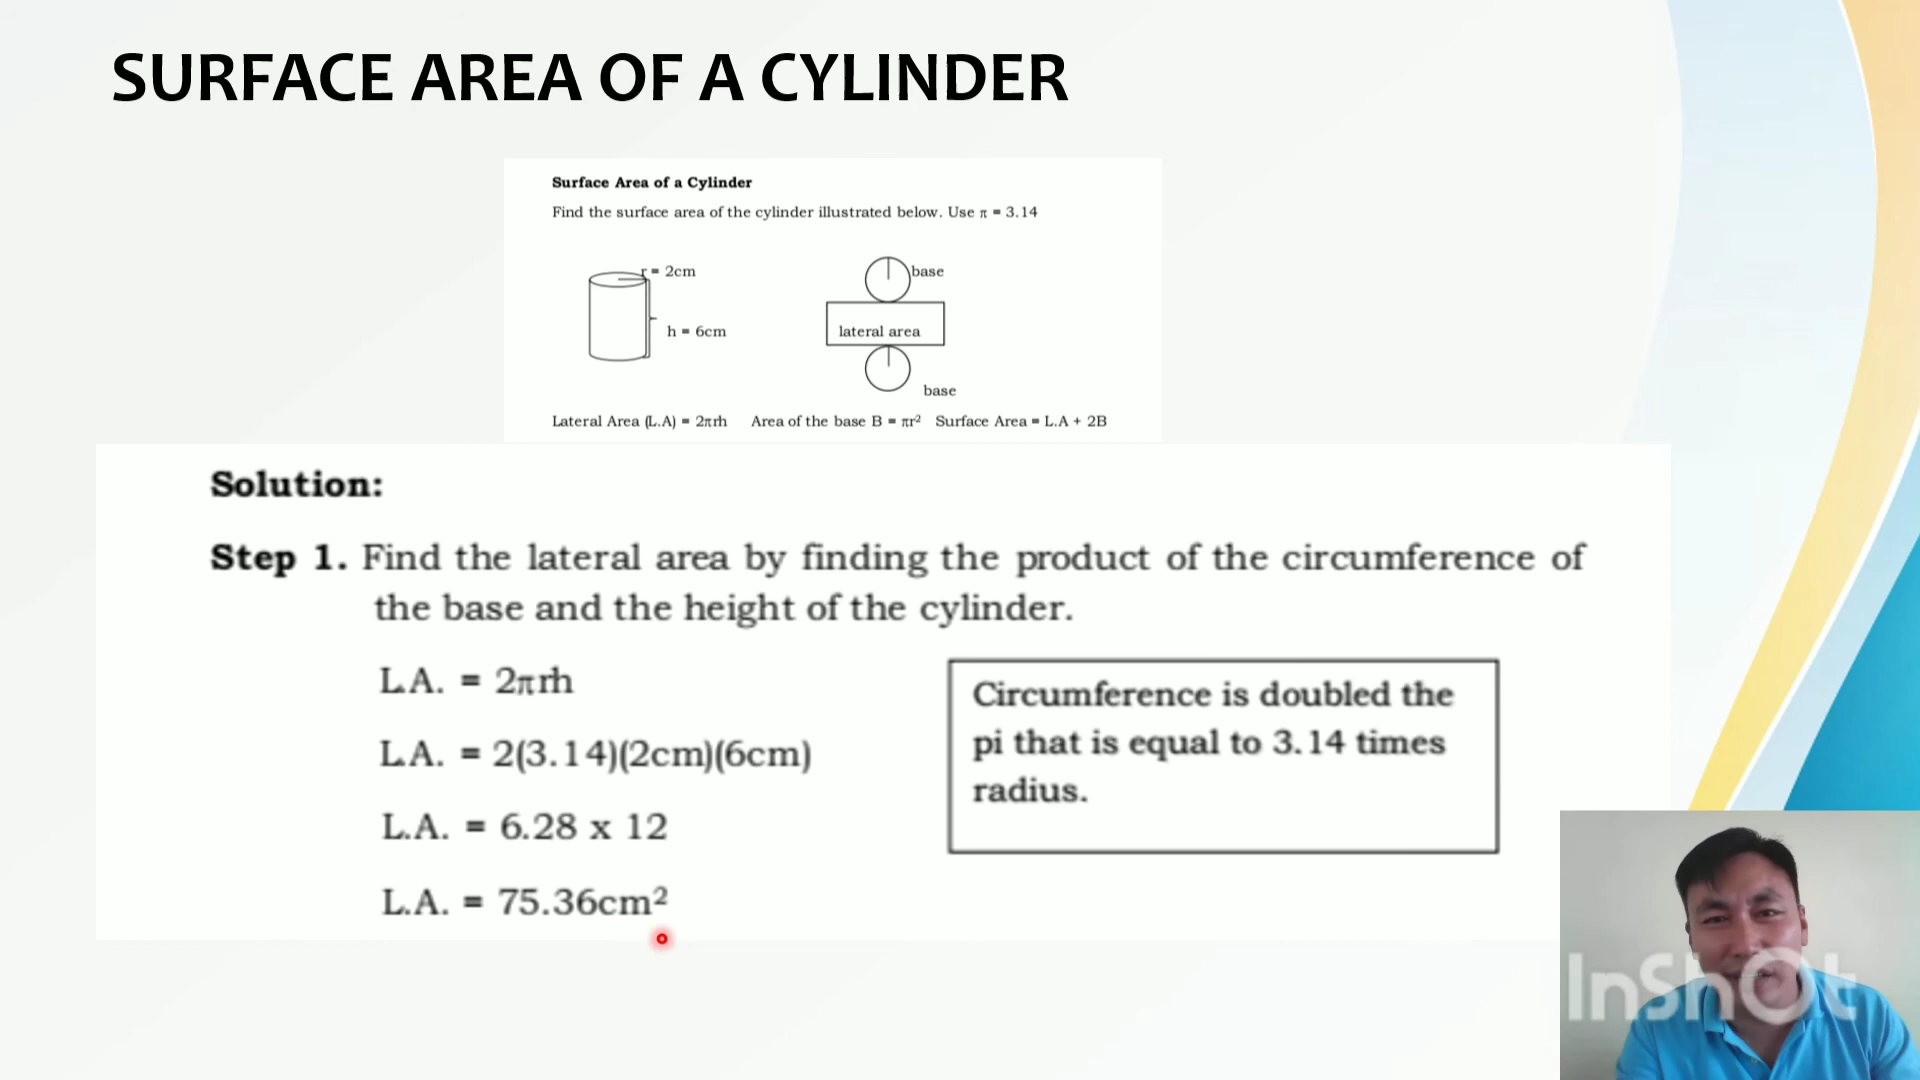 SURFACE AREA OF A CYLINDER
Surface Area of a Cylinder
Find the surface area of the cylinder illustrated below. Use π = 3.14
r = 2cm
h = 6cm
base
lateral area
base
Lateral Area (L.A) = 2πrh Area of the base B = πr² Surface Area = L.A + 2B
Solution:
Step 1. Find the lateral area by finding the product of the circumference of
the base and the height of the cylinder.
L.A. = 2πrh
L.A. = 2(3.14)(2cm)(6cm)
L.A. = 6.28 x 12
L.A. = 75.36cm²
Circumference is doubled the
pi that is equal to 3.14 times
radius.
InShOt